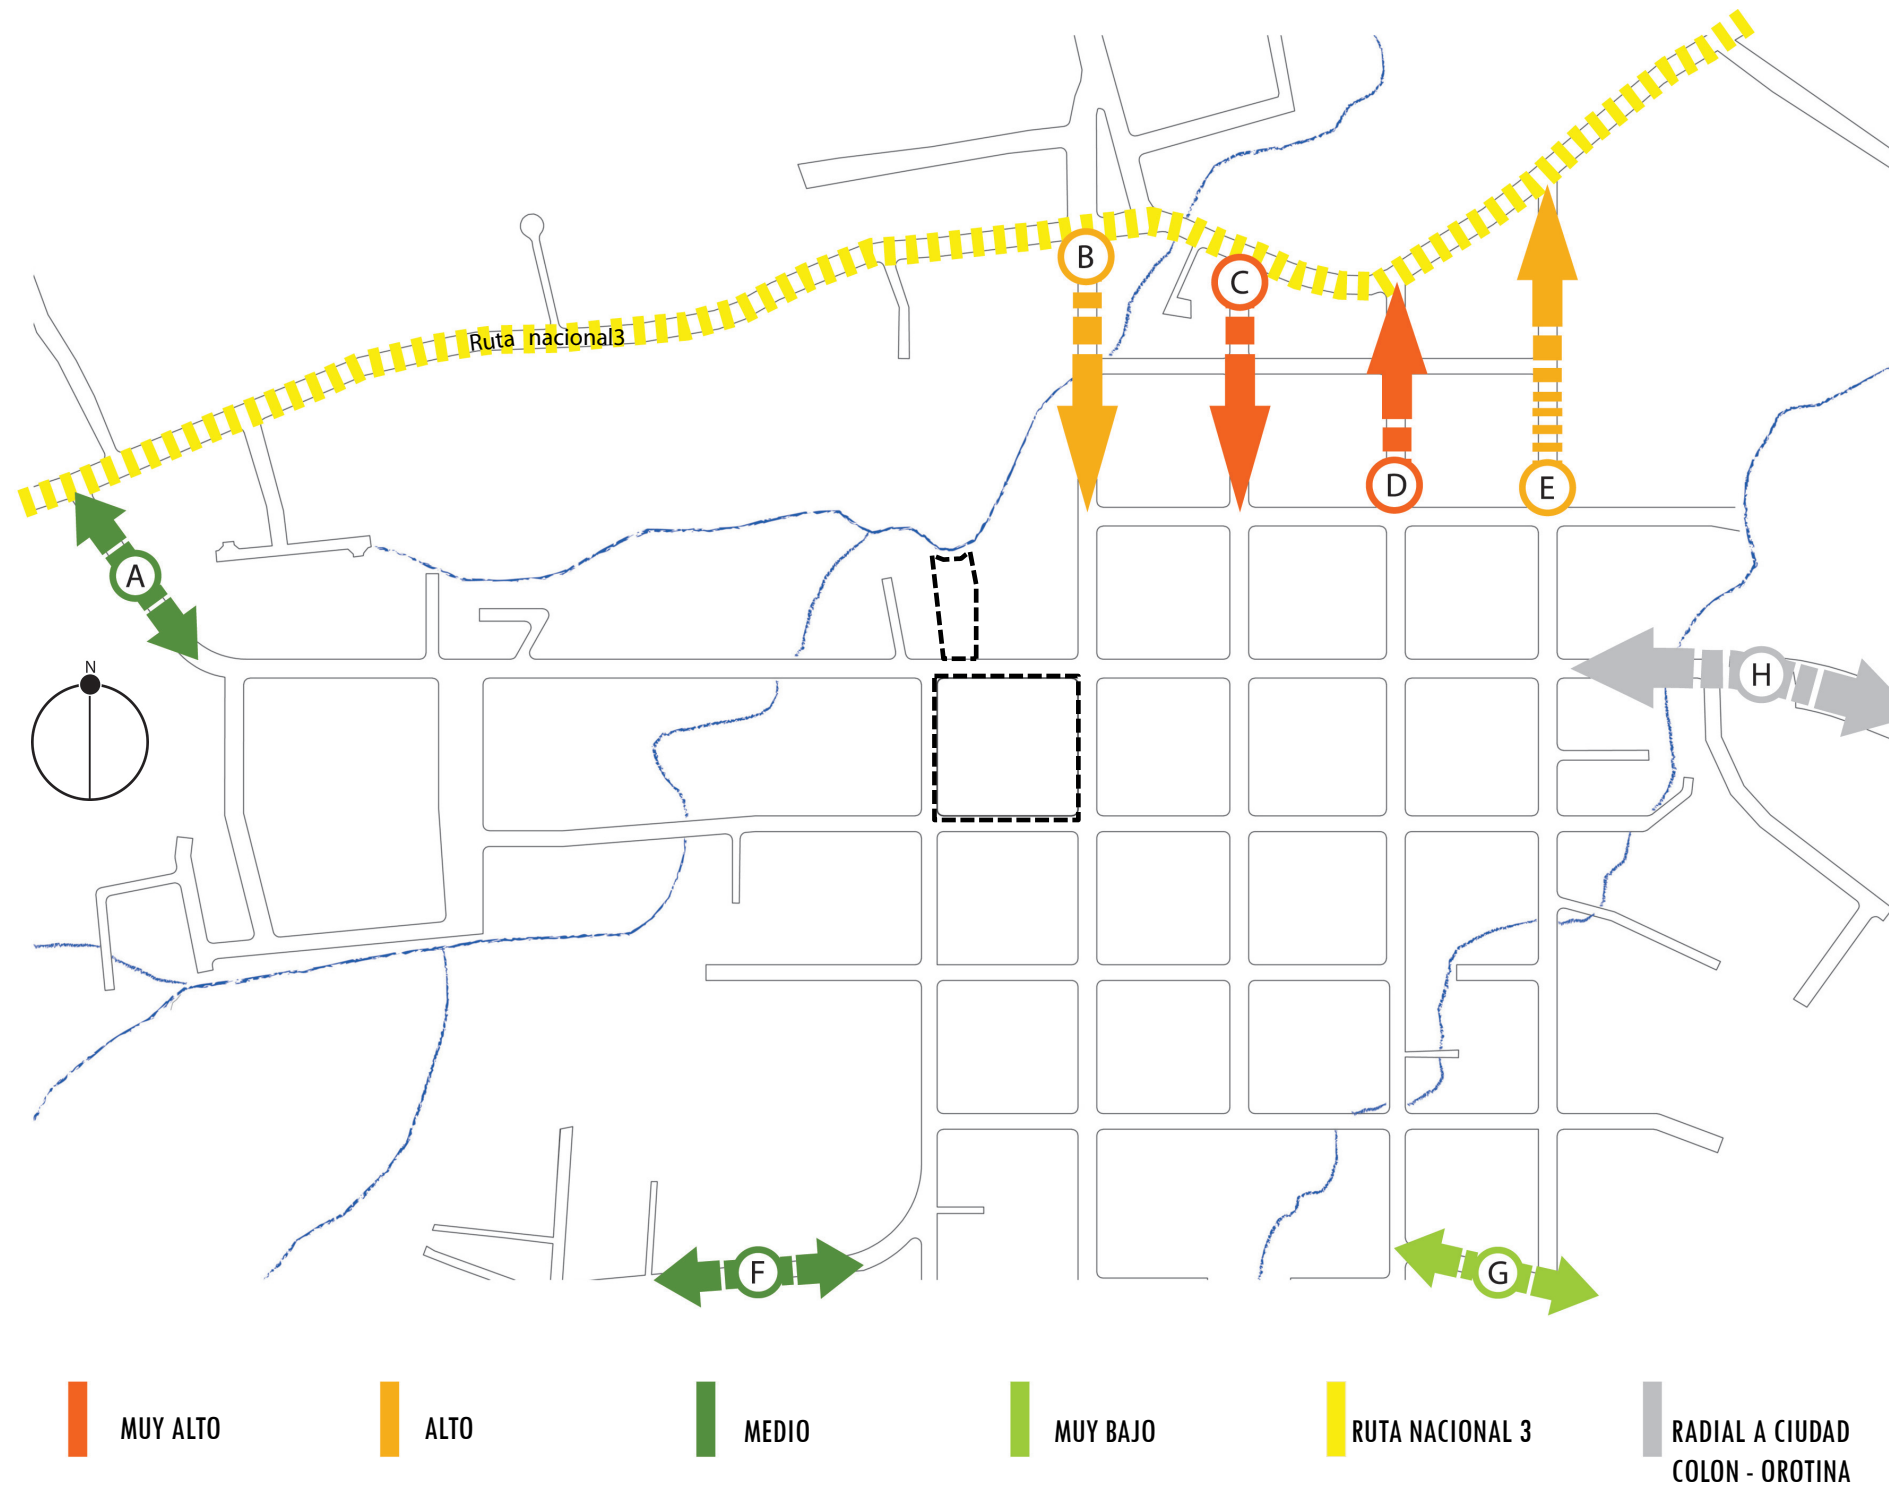 B
C
Ruta nacional3
D
E
A
N
H
F
G
MUY ALTO
ALTO
MEDIO
MUY BAJO
RUTA NACIONAL 3
RADIAL A CIUDAD
COLON - OROTINA